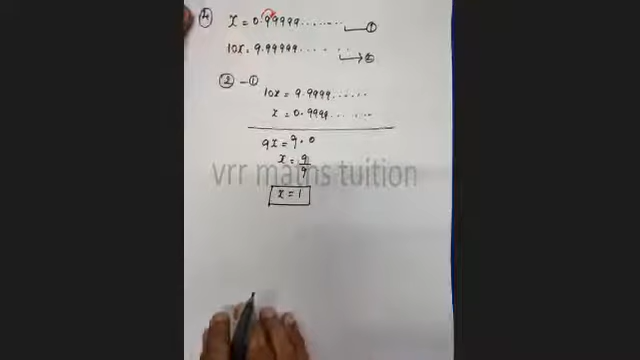 ④ x = 0.99999........ ①
10x = 9.99999........ ②
② - ①
10x = 9.9999......
x = 0.9999.......
9x = 9.0
x = 9/9
vrr maths tuition
x = 1